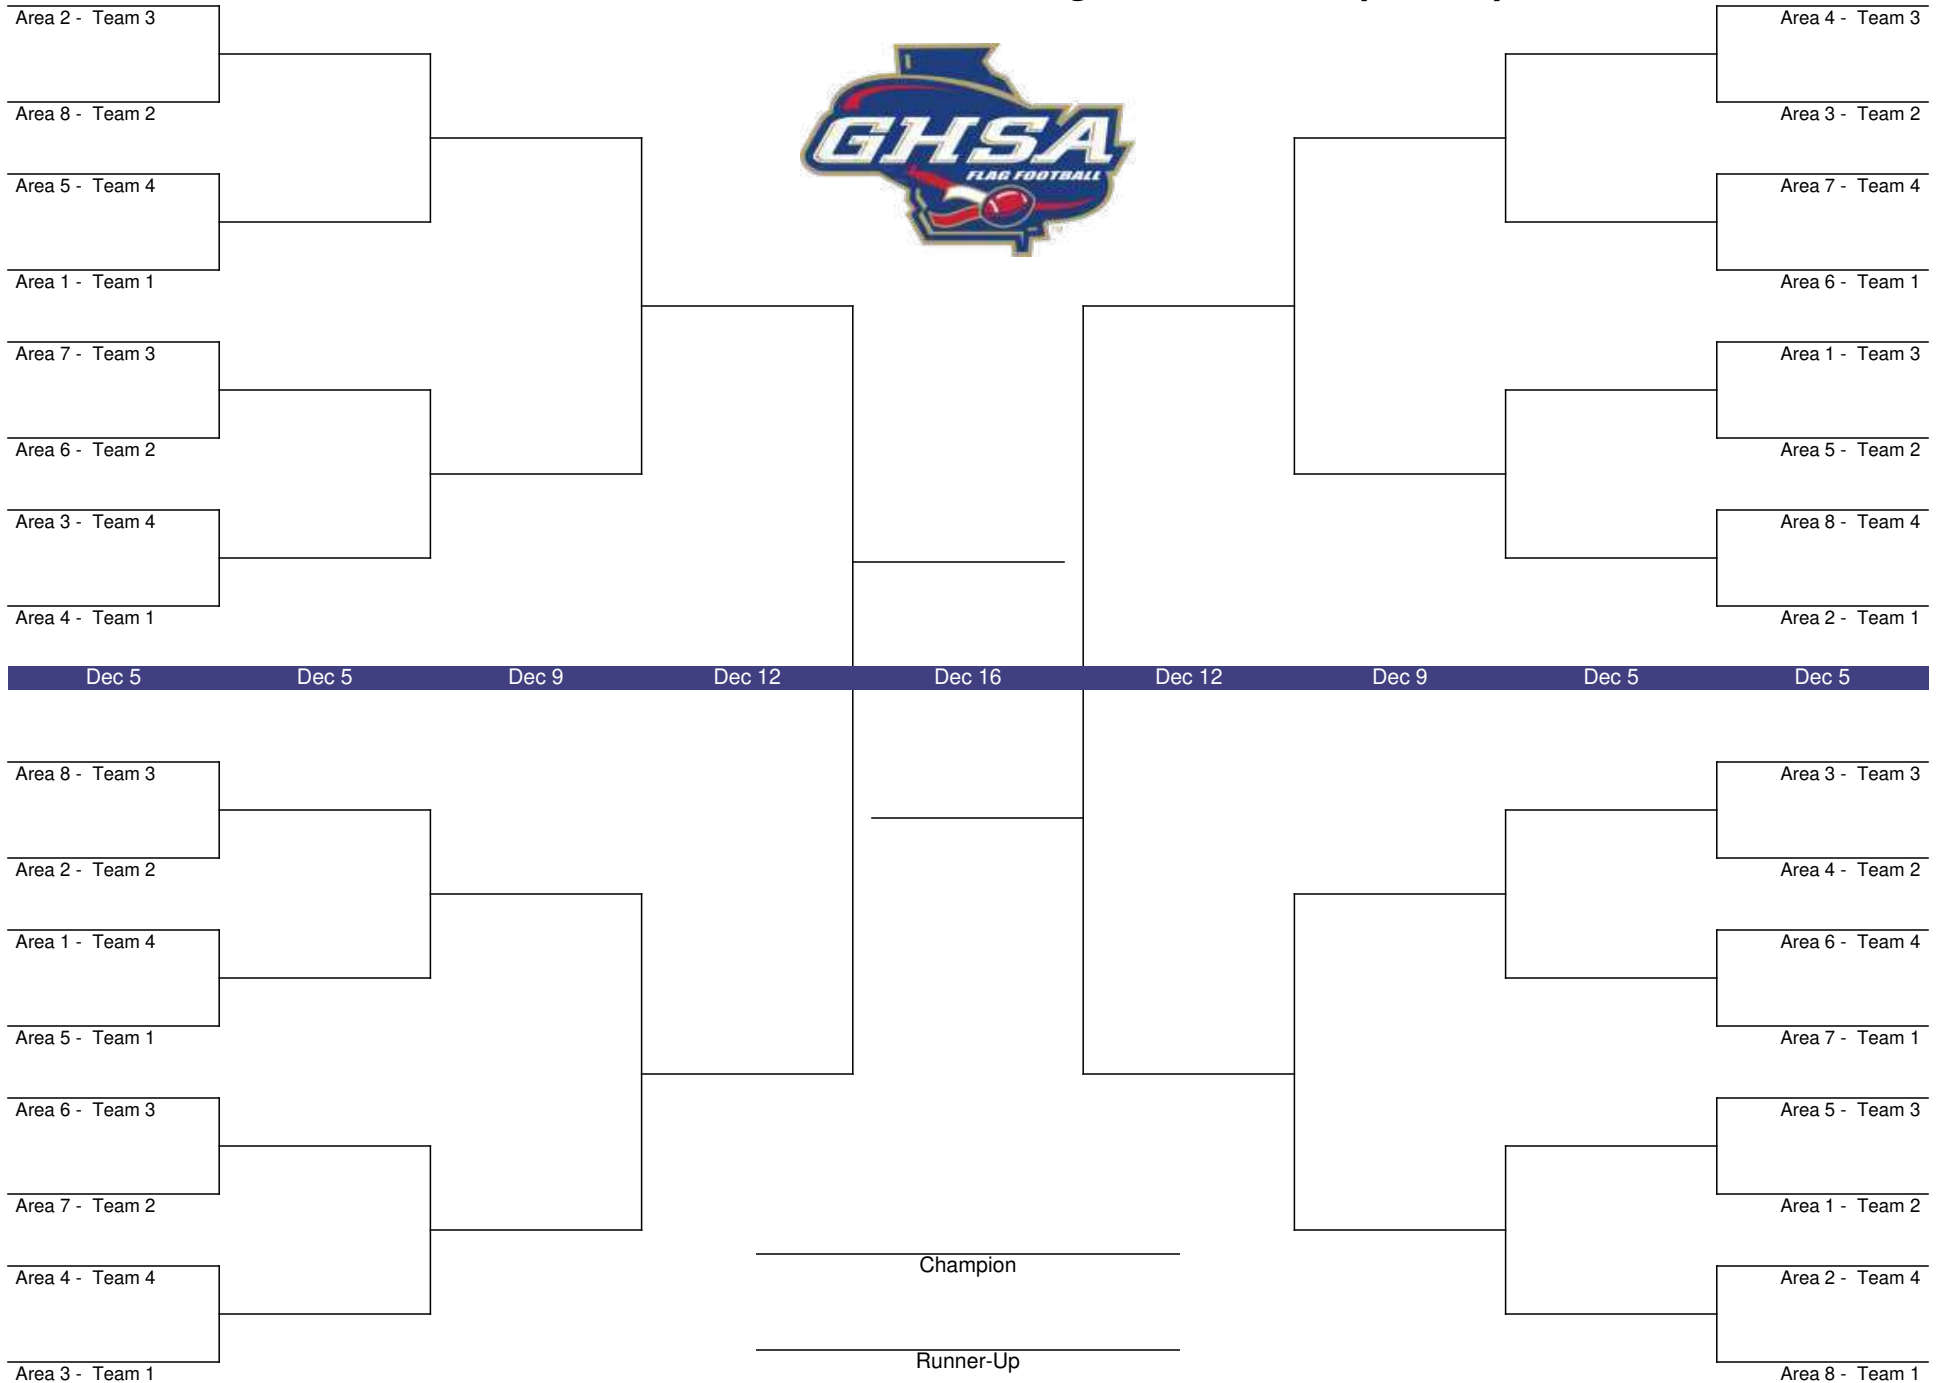 Area 2 - Team 3
Area 8 - Team 2
Area 5 - Team 4
Area 1 - Team 1
Area 7 - Team 3
Area 6 - Team 2
Area 3 - Team 4
Area 4 - Team 1
GHSA
FLAG FOOTBALL
Area 4 - Team 3
Area 3 - Team 2
Area 7 - Team 4
Area 6 - Team 1
Area 1 - Team 3
Area 5 - Team 2
Area 8 - Team 4
Area 2 - Team 1
Dec 5 Dec 5 Dec 9 Dec 12 Dec 16 Dec 12 Dec 9 Dec 5 Dec 5
Area 8 - Team 3
Area 2 - Team 2
Area 1 - Team 4
Area 5 - Team 1
Area 6 - Team 3
Area 7 - Team 2
Area 4 - Team 4
Area 3 - Team 1
Champion
Runner-Up
Area 3 - Team 3
Area 4 - Team 2
Area 6 - Team 4
Area 7 - Team 1
Area 5 - Team 3
Area 1 - Team 2
Area 2 - Team 4
Area 8 - Team 1